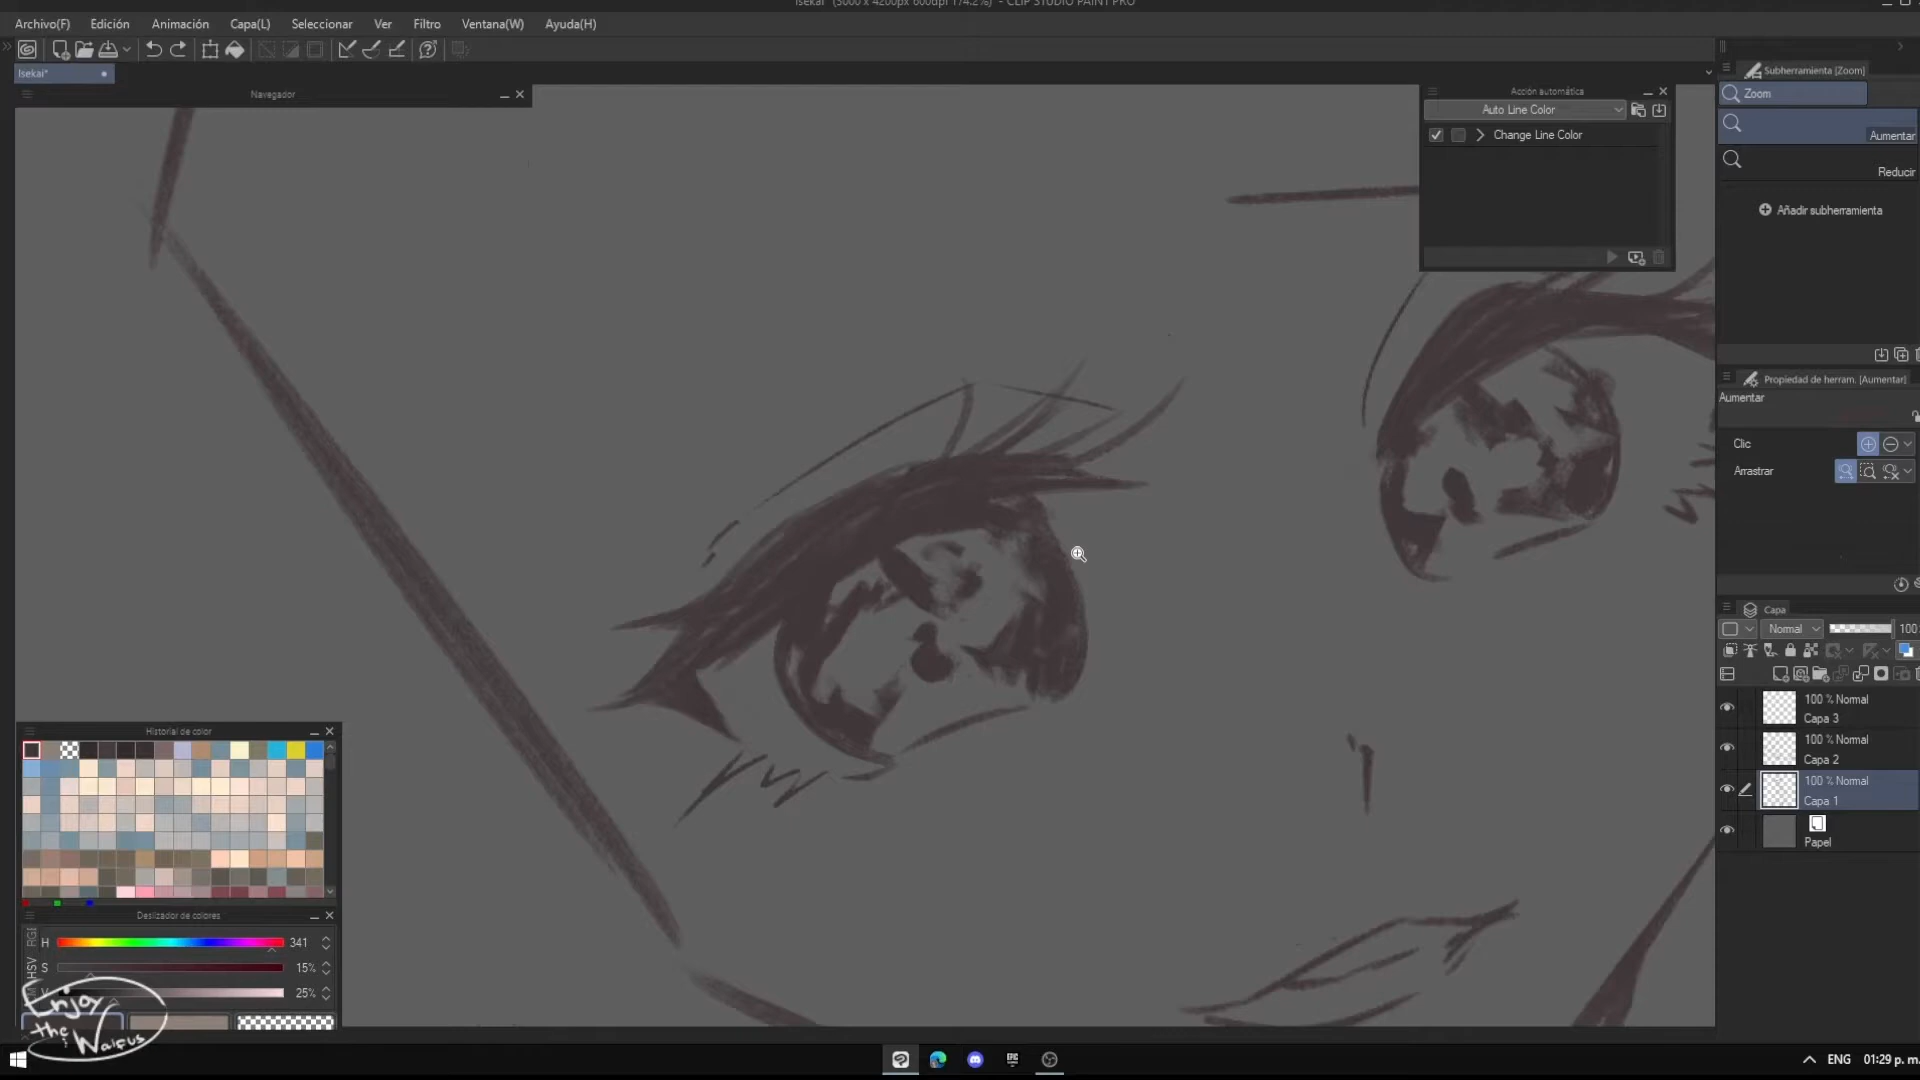 Isekai* (5000 x 4200px 600dpi 174.2%) - CLIP STUDIO PAINT PRO
Archivo(F) Edición Animación Capa(L) Seleccionar Ver Filtro Ventana(W) Ayuda(H)
Isekai*
Navegador
Acción automática
Auto Line Color
Change Line Color
Subherramienta [Zoom]
Zoom
Aumentar
Reducir
Añadir subherramienta
Propiedad de herram. [Aumentar]
Aumentar
Clic
Arrastrar
Capa
Normal 100
100 % Normal
Capa 3
100 % Normal
Capa 2
100 % Normal
Capa 1
Papel
Historial de color
Deslizador de colores
RGB
HSV
H 341
S 15%
V 25%
Enjoy
the
Waifus
EPIC
ENG 01:29 p. m.